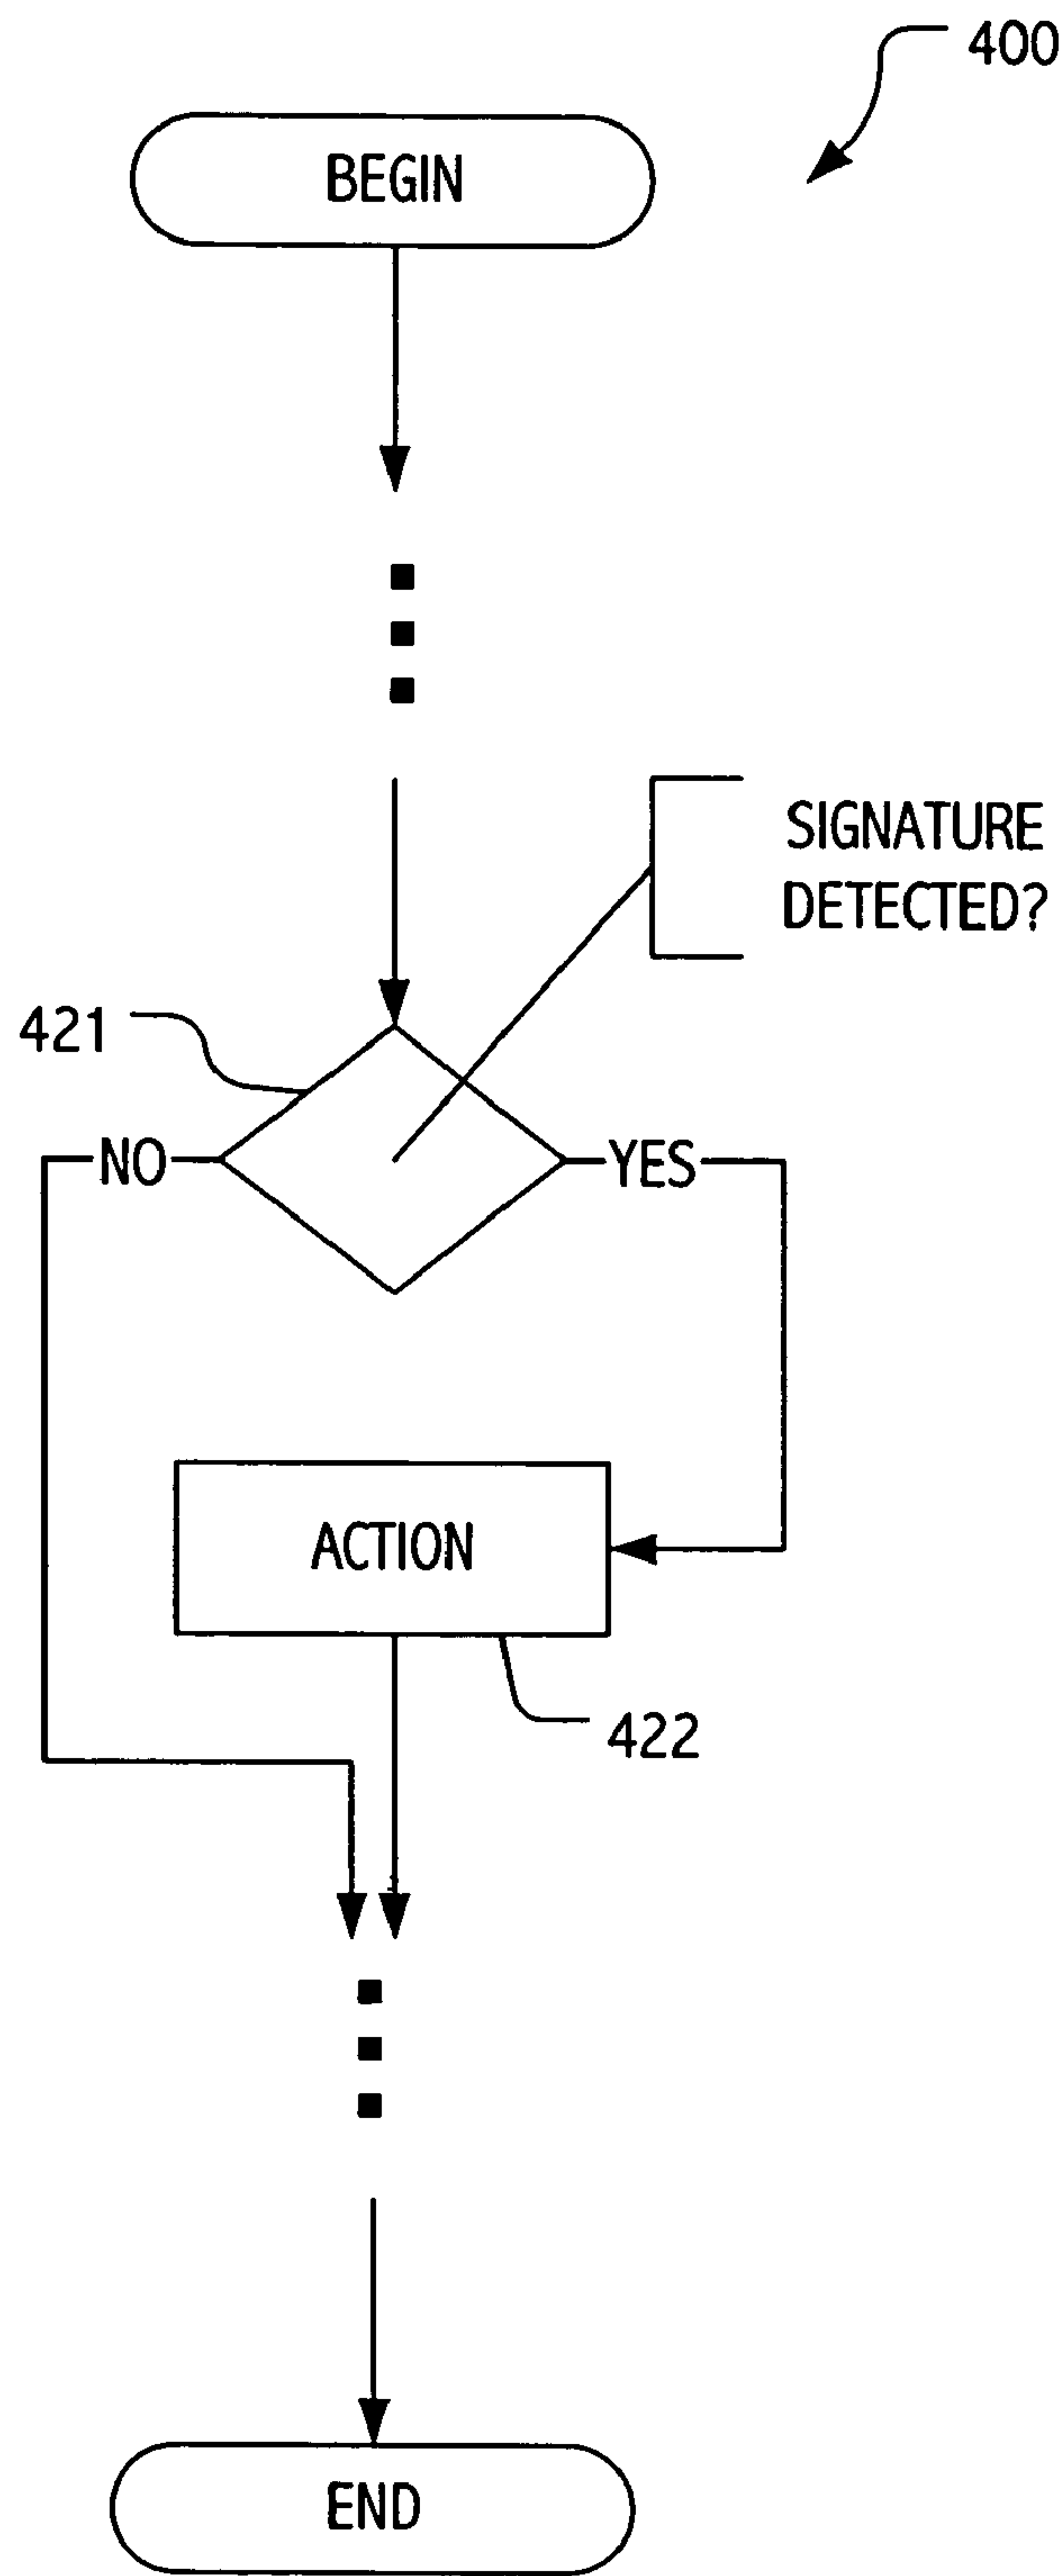 400
BEGIN
SIGNATURE
DETECTED?
421
NO
YES
ACTION
422
END